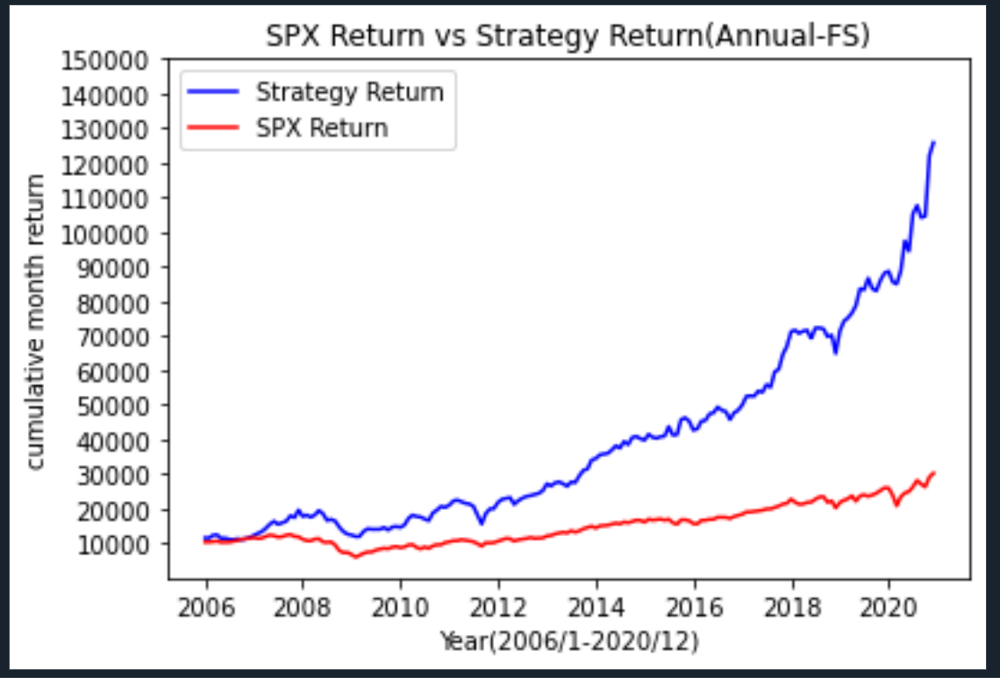 SPX Return vs Strategy Return(Annual-FS)
150000
140000
130000
120000
110000
100000
90000
80000
70000
60000
50000
40000
30000
20000
10000
cumulative month return
Strategy Return
SPX Return
2006 2008 2010 2012 2014 2016 2018 2020
Year(2006/1-2020/12)